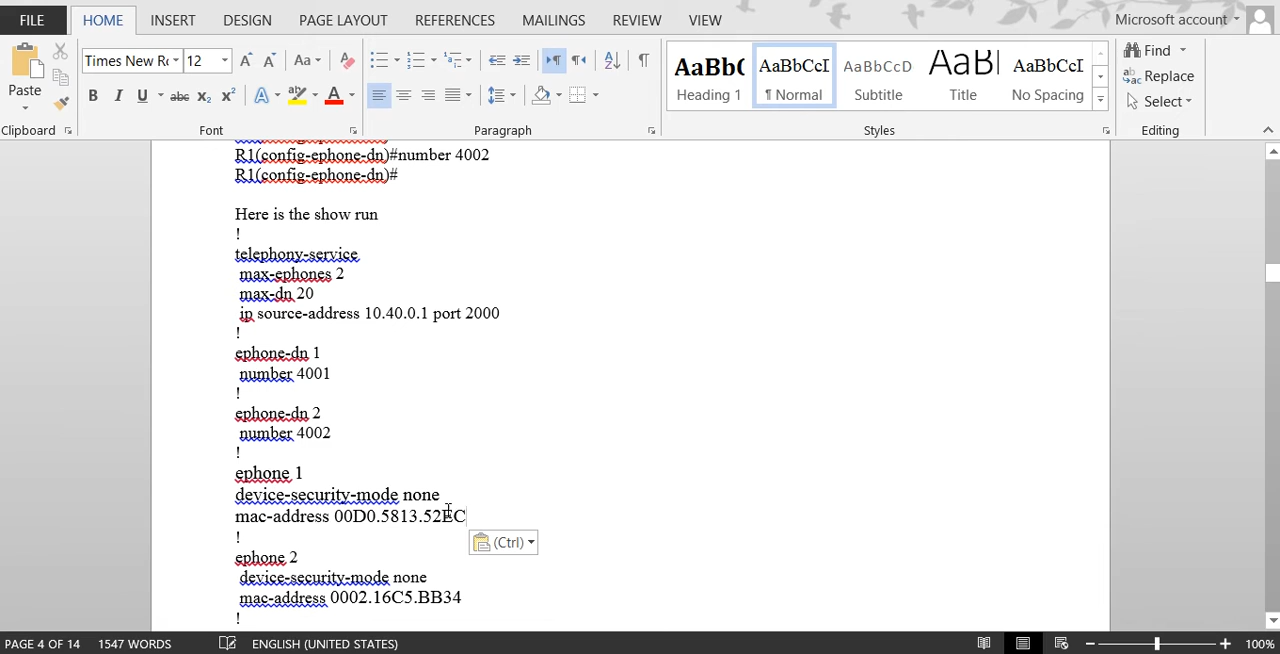 FILE HOME INSERT DESIGN PAGE LAYOUT REFERENCES MAILINGS REVIEW VIEW Microsoft account
Paste
Times New R 12 Aa
B I U abc X₂ X² A ab A
AaBbC AaBbCcI AaBbCcD AaBl AaBbCcI
Heading 1 ¶ Normal Subtitle Title No Spacing
Find
Replace
Select
Clipboard Font Paragraph Styles Editing
R1(config-ephone-dn)#number 4002
R1(config-ephone-dn)#
Here is the show run
!
telephony-service
max-ephones 2
max-dn 20
ip source-address 10.40.0.1 port 2000
!
ephone-dn 1
number 4001
!
ephone-dn 2
number 4002
!
ephone 1
device-security-mode none
mac-address 00D0.5813.52EC
(Ctrl)
!
ephone 2
device-security-mode none
mac-address 0002.16C5.BB34
!
PAGE 4 OF 14 1547 WORDS ENGLISH (UNITED STATES) 100%